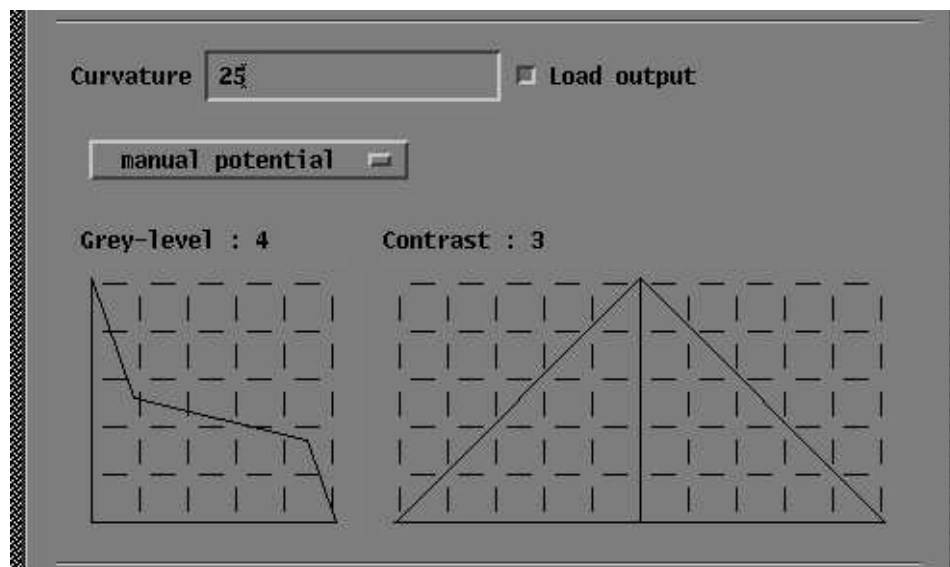 Curvature 25 Load output
manual potential
Grey-level : 4 Contrast : 3